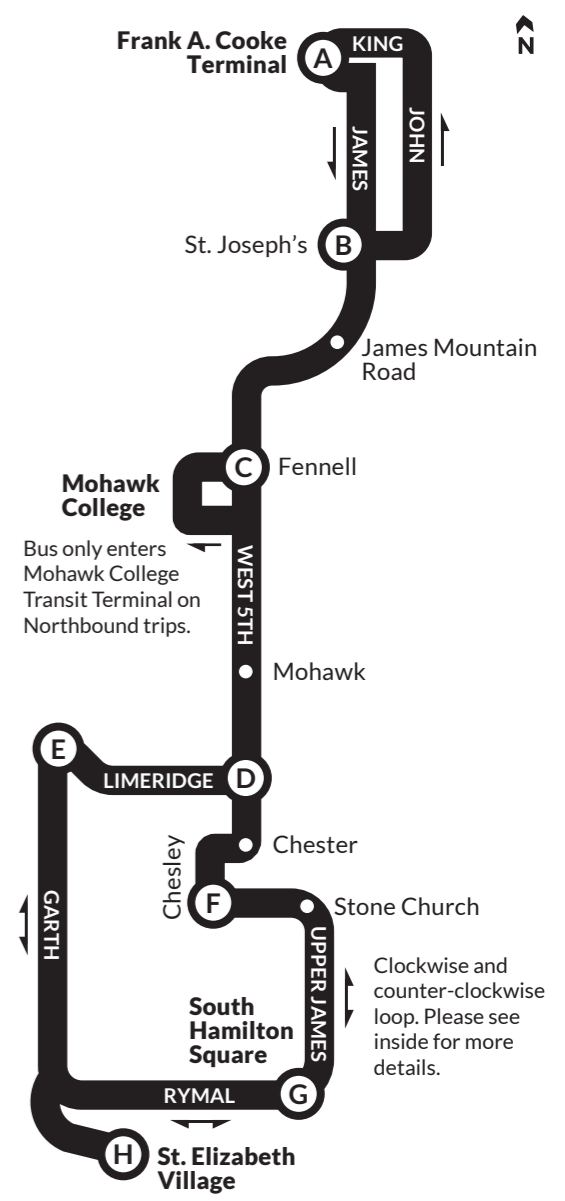 Frank A. Cooke
Terminal
A
KING
N
JAMES
JOHN
St. Joseph's
B
James Mountain
Road
C
Fennell
Mohawk
College
Bus only enters
Mohawk College
Transit Terminal on
Northbound trips.
WEST 5TH
Mohawk
E
LIMERIDGE
D
Chester
Chesley
F
Stone Church
GARTH
UPPER JAMES
Clockwise and
counter-clockwise
loop. Please see
inside for more
details.
South
Hamilton
Square
RYMAL
G
H
St. Elizabeth
Village